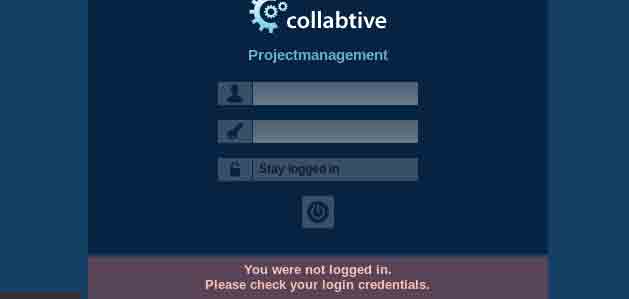 collabtive
Projectmanagement
Stay logged in
You were not logged in.
Please check your login credentials.